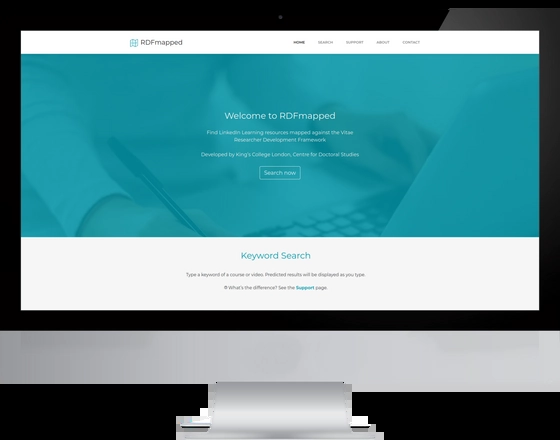 RDFmapped
HOME SEARCH SUPPORT ABOUT CONTACT
Welcome to RDFmapped
Find LinkedIn Learning resources mapped against the Vitae
Researcher Development Framework
Developed by King's College London, Centre for Doctoral Studies
Search now
Keyword Search
Type a keyword of a course or video. Predicted results will be displayed as you type.
What's the difference? See the Support page.